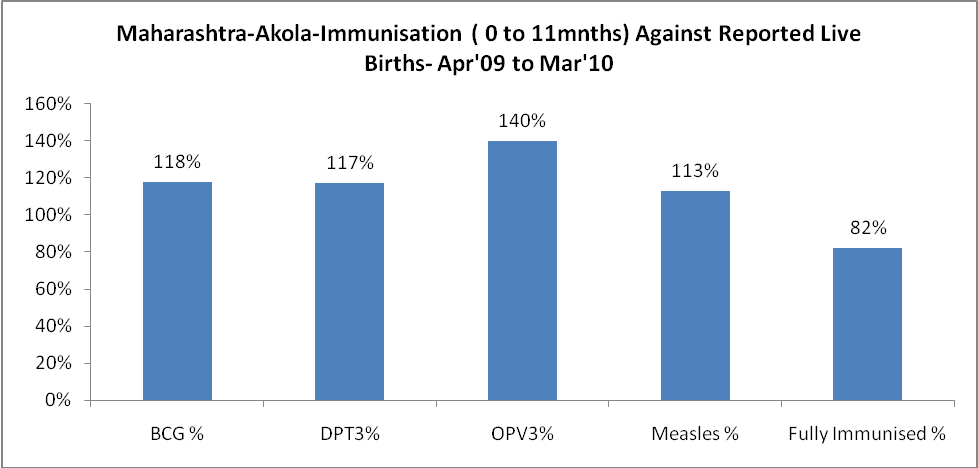 Maharashtra-Akola-Immunisation ( 0 to 11mnths) Against Reported Live
Births- Apr'09 to Mar'10
160%
140%
120%
100%
80%
60%
40%
20%
0%
118%
117%
140%
113%
82%
BCG %
DPT3%
OPV3%
Measles %
Fully Immunised %